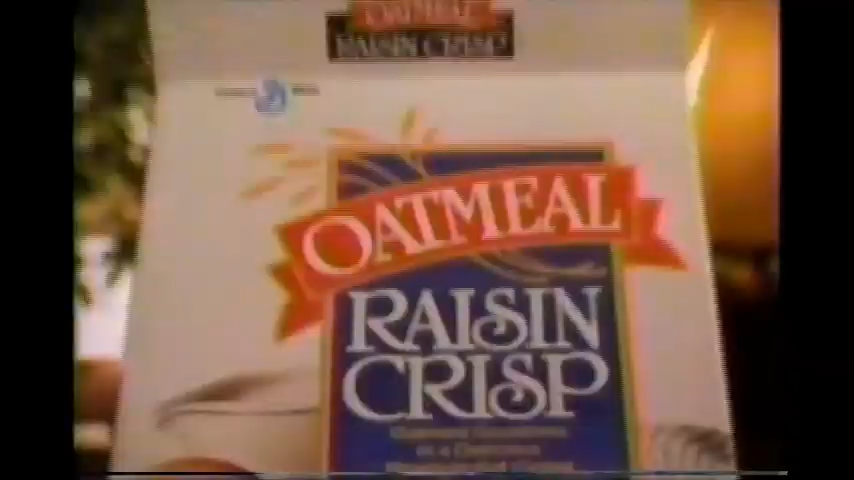 OATMEAL
RAISIN CRISP
OATMEAL
RAISIN
CRISP